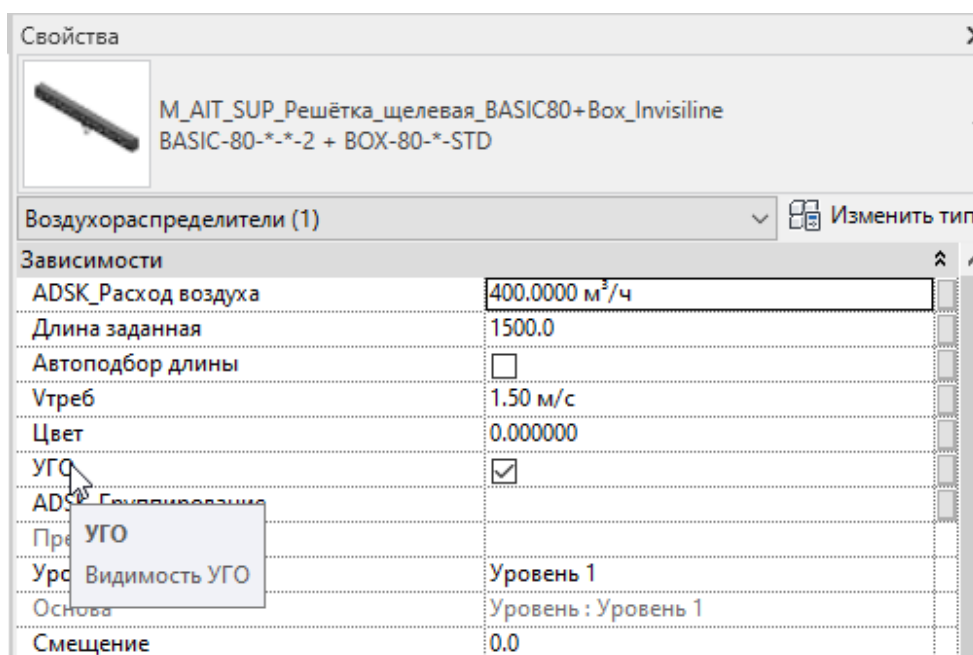 Свойства
M_AIT_SUP_Решётка_щелевая_BASIC80+Box_Invisiline
BASIC-80-*-*-2 + BOX-80-*-STD
Воздухораспределители (1)
Изменить тип
Зависимости
ADSK_Расход воздуха 400.0000 м³/ч
Длина заданная 1500.0
Автоподбор длины
Vтреб 1.50 м/с
Цвет 0.000000
УГО
УГО
Видимость УГО
Уровень 1
Основа Уровень : Уровень 1
Смещение 0.0